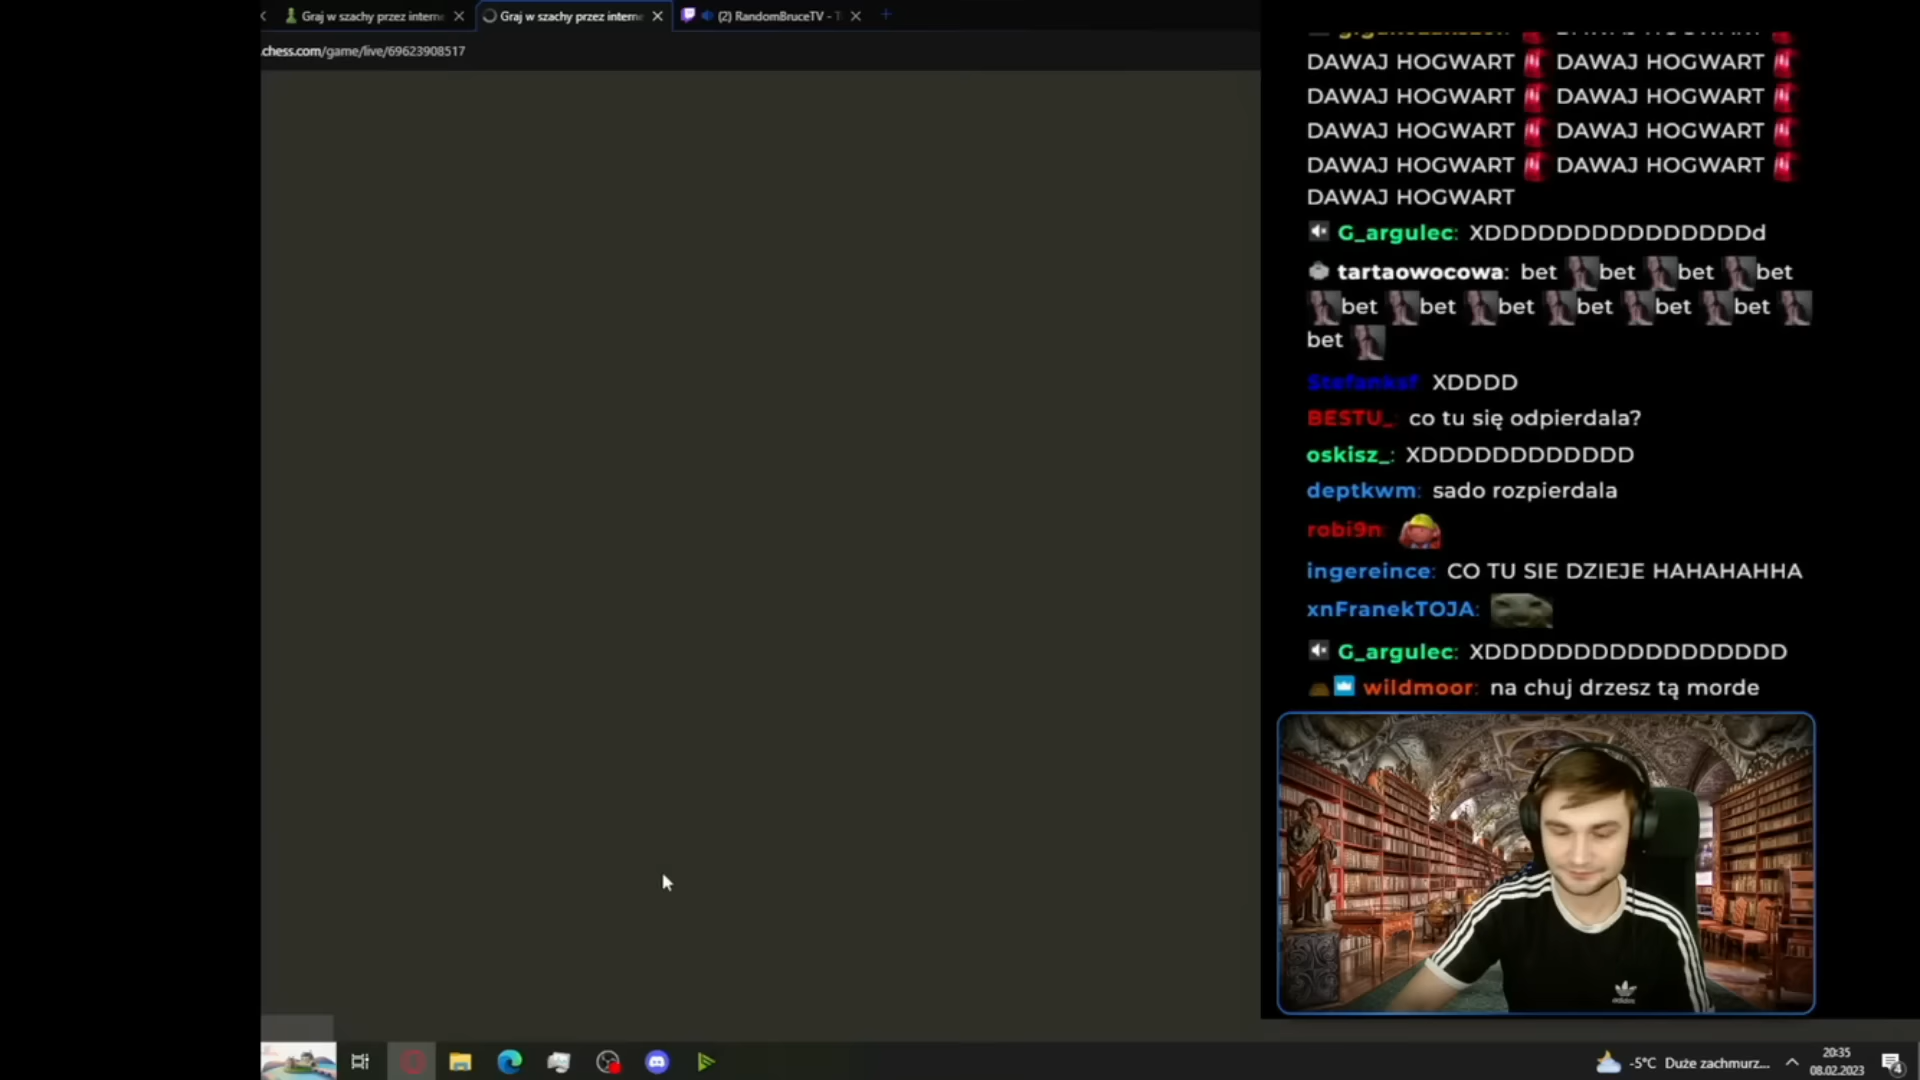 Graj w szachy przez intern
Graj w szachy przez intern
(2) RandomBruceTV -
.chess.com/game/live/69623908517
DAWAJ HOGWART DAWAJ HOGWART
DAWAJ HOGWART DAWAJ HOGWART
DAWAJ HOGWART DAWAJ HOGWART
DAWAJ HOGWART DAWAJ HOGWART
DAWAJ HOGWART
G_argulec: XDDDDDDDDDDDDDDDDd
tartaowocowa: bet bet bet bet
bet bet bet bet bet bet
bet
Stefanksf XDDDD
BESTU_: co tu się odpierdala?
oskisz_: XDDDDDDDDDDDD
deptkwm: sado rozpierdala
robi9n
ingereince: CO TU SIE DZIEJE HAHAHAHHA
xnFranekTOJA:
G_argulec: XDDDDDDDDDDDDDDDDD
wildmoor: na chuj drzesz tą morde
adidas
-5°C Duże zachmurz...
20:35
08.02.2023
4